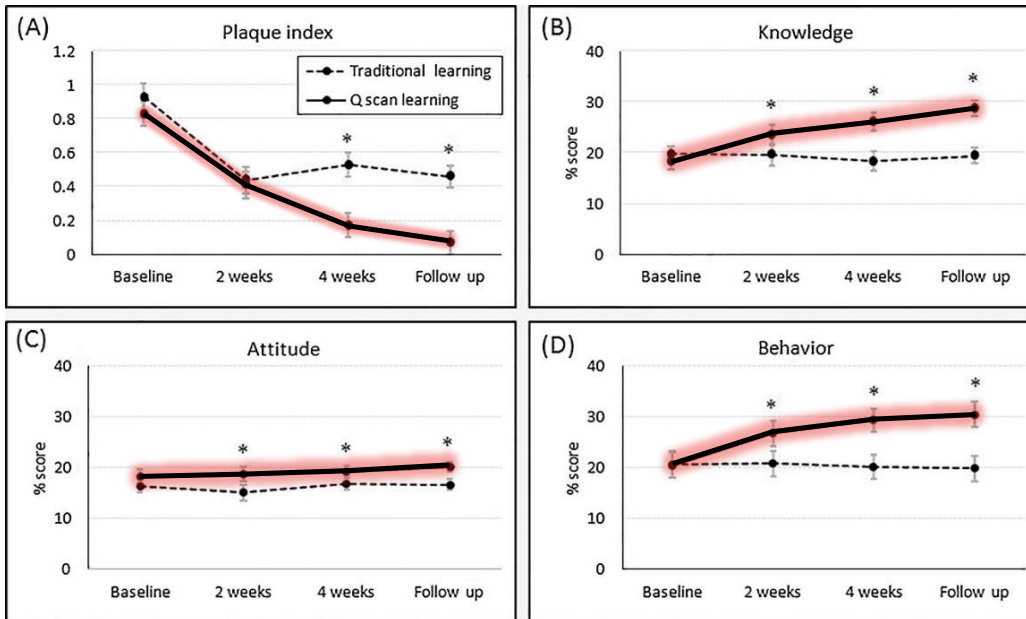 (A)
Plaque index
1.2
1
0.8
0.6
0.4
0.2
0
Traditional learning
Q scan learning
*
*
Baseline 2 weeks 4 weeks Follow up
(B)
Knowledge
% score
40
30
20
10
0
*
*
*
Baseline 2 weeks 4 weeks Follow up
(C)
Attitude
% score
40
30
20
10
0
*
*
*
Baseline 2 weeks 4 weeks Follow up
(D)
Behavior
% score
40
30
20
10
0
*
*
*
Baseline 2 weeks 4 weeks Follow up